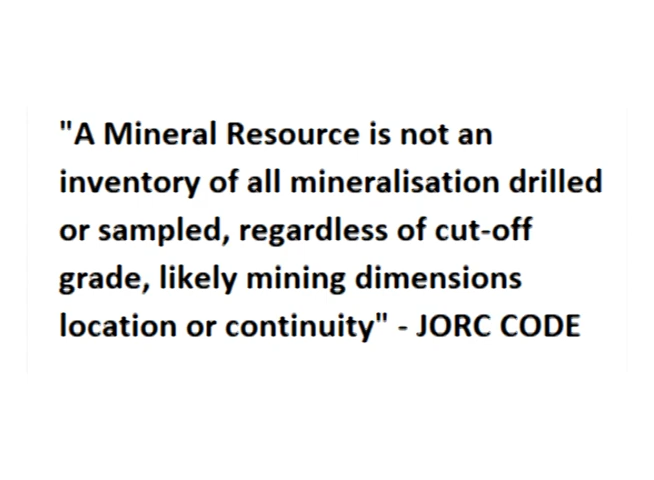 "A Mineral Resource is not an
inventory of all mineralisation drilled
or sampled, regardless of cut-off
grade, likely mining dimensions
location or continuity" - JORC CODE